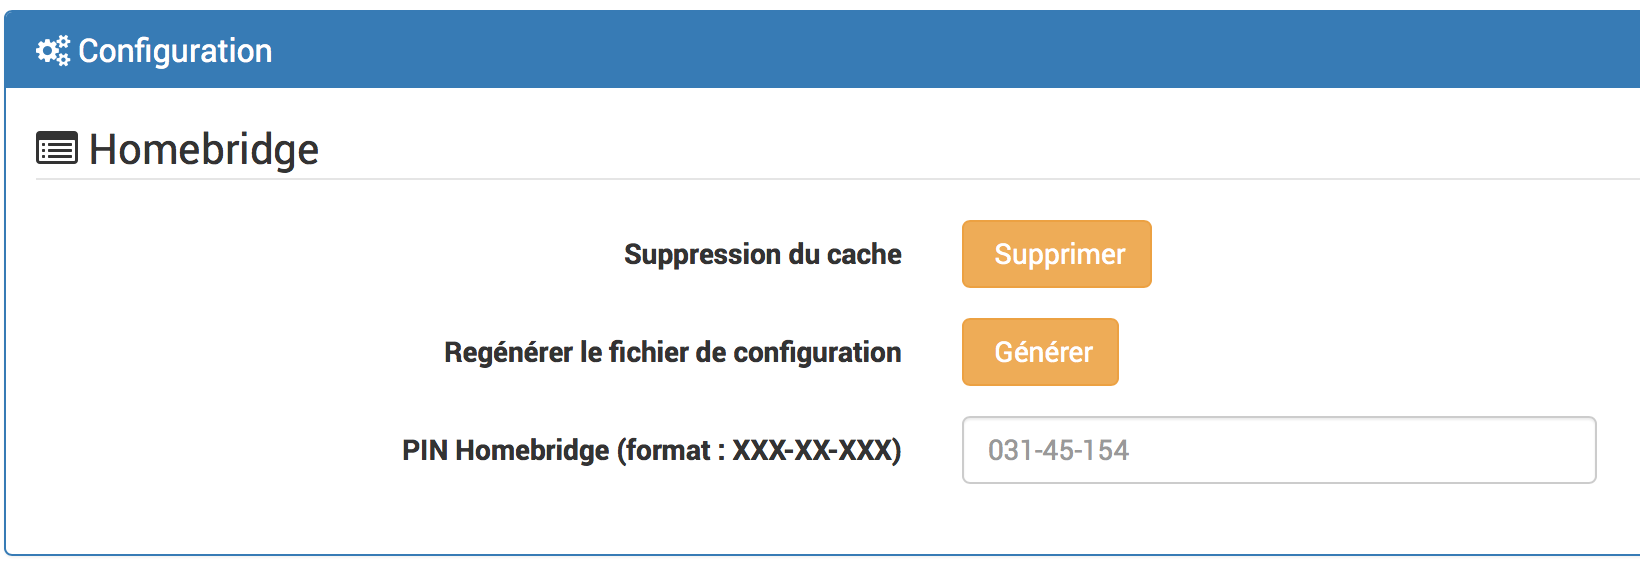 Configuration
Homebridge
Suppression du cache Supprimer
Regénérer le fichier de configuration Générer
PIN Homebridge (format : XXX-XX-XXX) 031-45-154